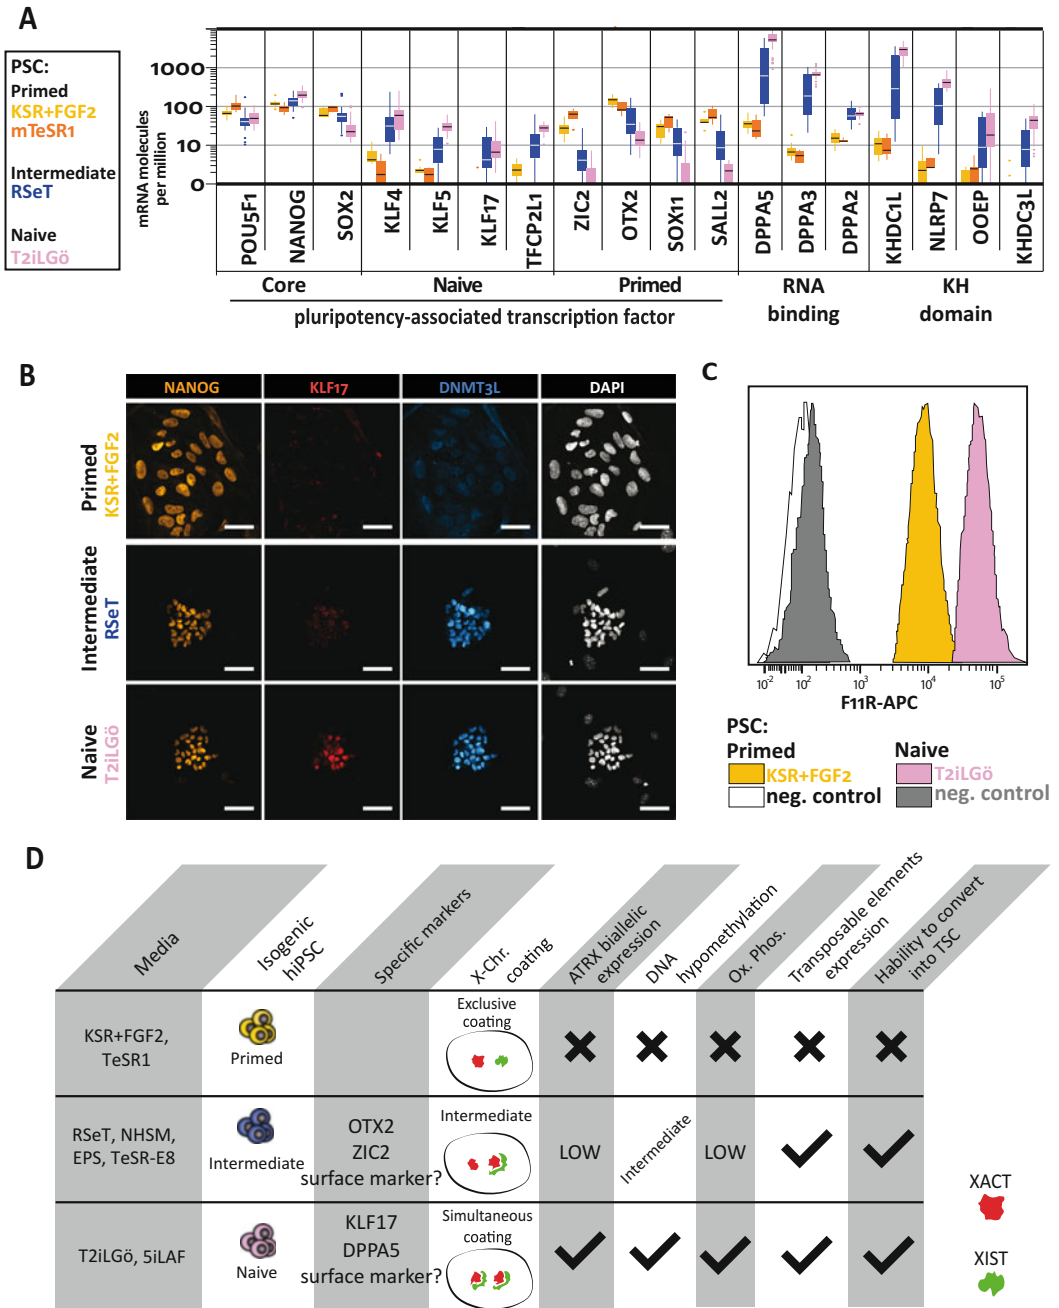 A
PSC:
Primed
KSR+FGF2
mTeSR1
Intermediate
RSeT
Naive
T2iLGö
mRNA molecules
per million
1000
100
10
0
POU5F1
NANOG
SOX2
KLF4
KLF5
KLF17
TFCP2L1
ZIC2
OTX2
SOX11
SALL2
DPPA5
DPPA3
DPPA2
KHDC1L
NLRP7
OOEP
KHDC3L
Core
Naive
Primed
RNA
binding
KH
domain
pluripotency-associated transcription factor
B
NANOG
KLF17
DNMT3L
DAPI
Primed
KSR+FGF2
Intermediate
RSeT
Naive
T2iLGö
C
10-2
102
103
104
105
F11R-APC
PSC:
Primed
KSR+FGF2
neg. control
Naive
T2iLGö
neg. control
D
Media
Isogenic
hiPSC
Specific markers
X-Chr.
coating
ATRX biallelic
expression
DNA
hypomethylation
Ox. Phos.
Transposable elements
expression
Hability to convert
into TSC
KSR+FGF2,
TeSR1
Primed
Exclusive
coating
RSeT, NHSM,
EPS, TeSR-E8
Intermediate
OTX2
ZIC2
surface marker?
Intermediate
LOW
Intermediate
LOW
T2iLGö, 5iLAF
Naive
KLF17
DPPA5
surface marker?
Simultaneous
coating
XACT
XIST